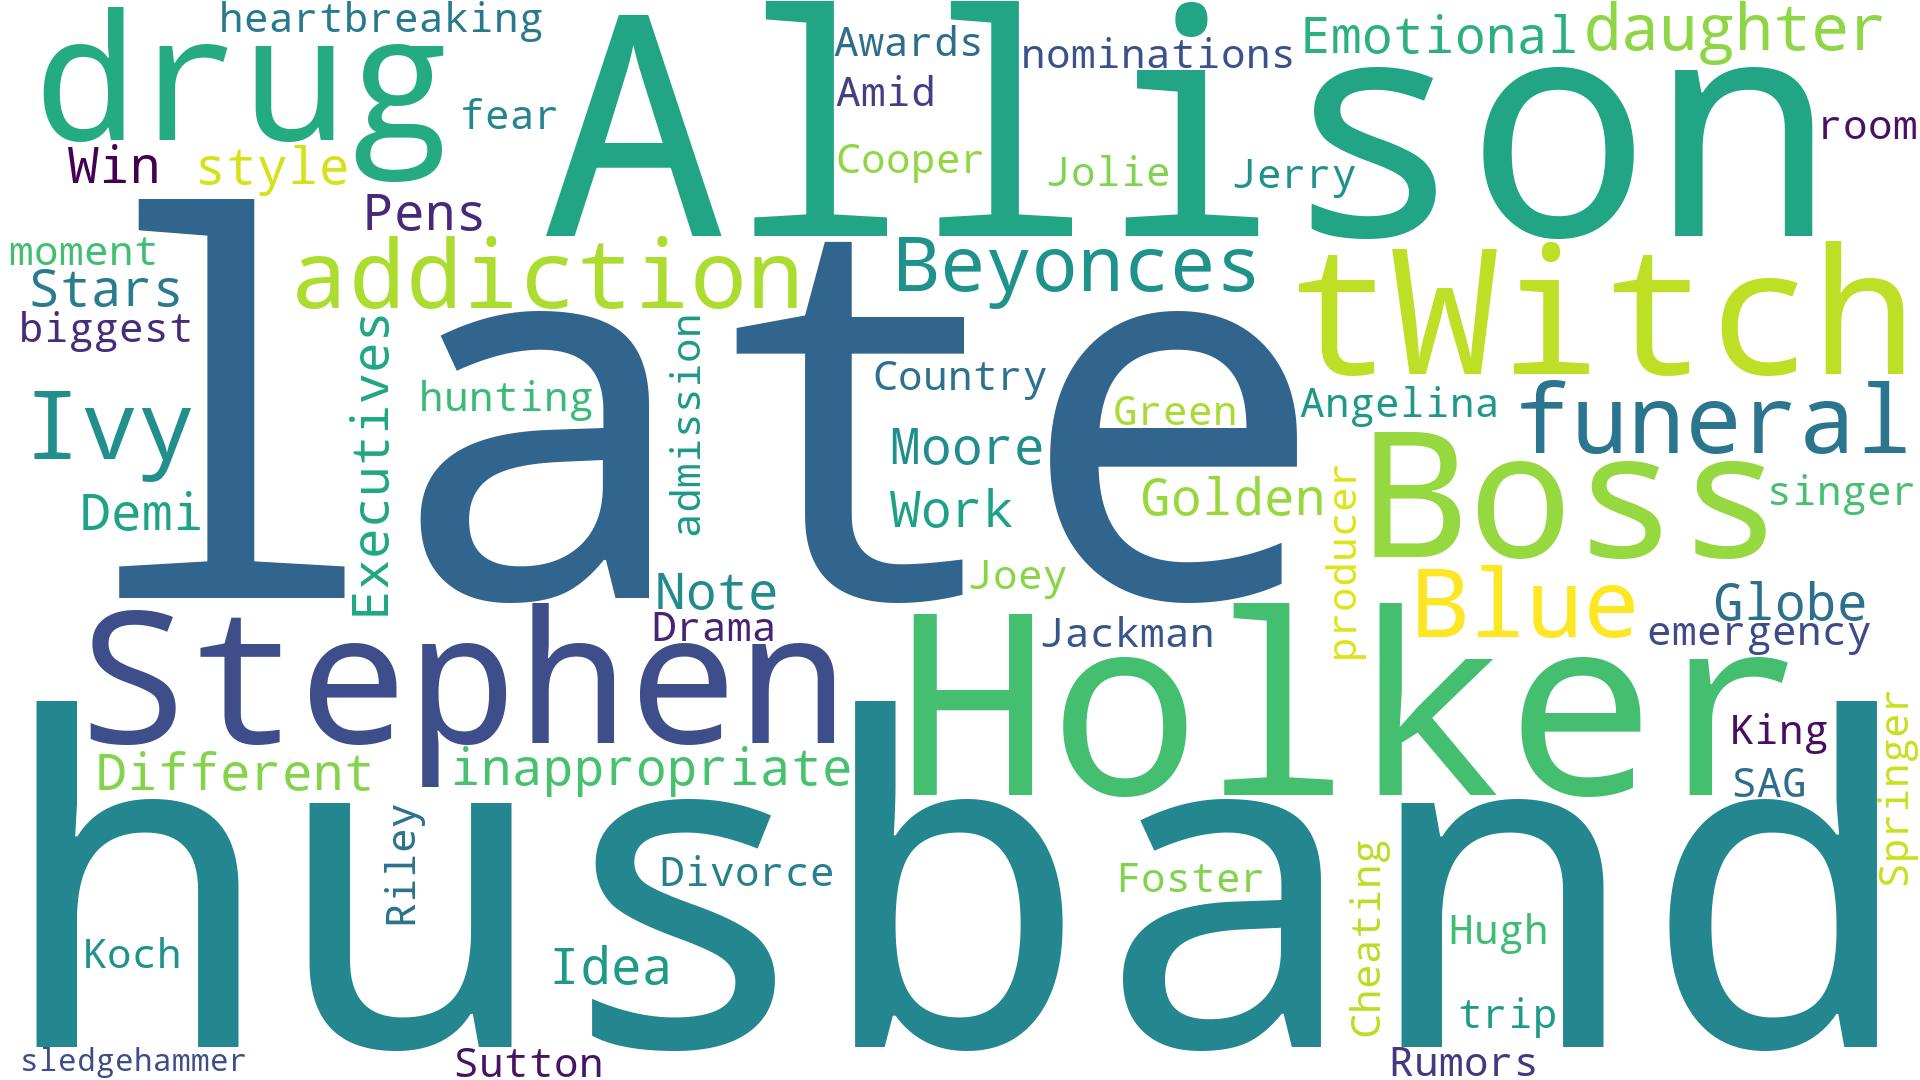 heartbreaking
drug
Allison
Awards
nominations
Emotional
daughter
Amid
fear
room
Win
style
Cooper
Jolie
Jerry
Pens
late
moment
addiction
Beyonces
tWitch
Stars
biggest
Executives
hunting
admission
Country
Green
Angelina
funeral
Ivy
Moore
Boss
Demi
Work
Golden
producer
singer
Note
Joey
Blue
Globe
Stephen
Drama
Holker
Jackman
emergency
husband
Different
inappropriate
King
SAG
Springer
Riley
Divorce
Foster
Cheating
Hugh
Koch
Idea
trip
sledgehammer
Sutton
Rumors